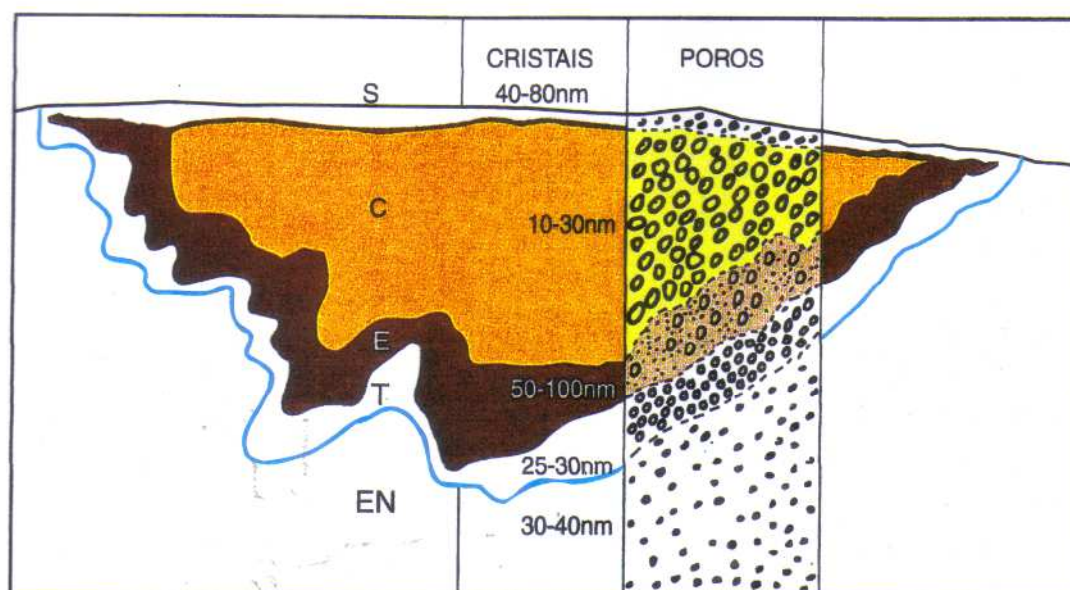 CRISTAIS
POROS
S
40-80nm
C
10-30nm
E
50-100nm
T
25-30nm
EN
30-40nm